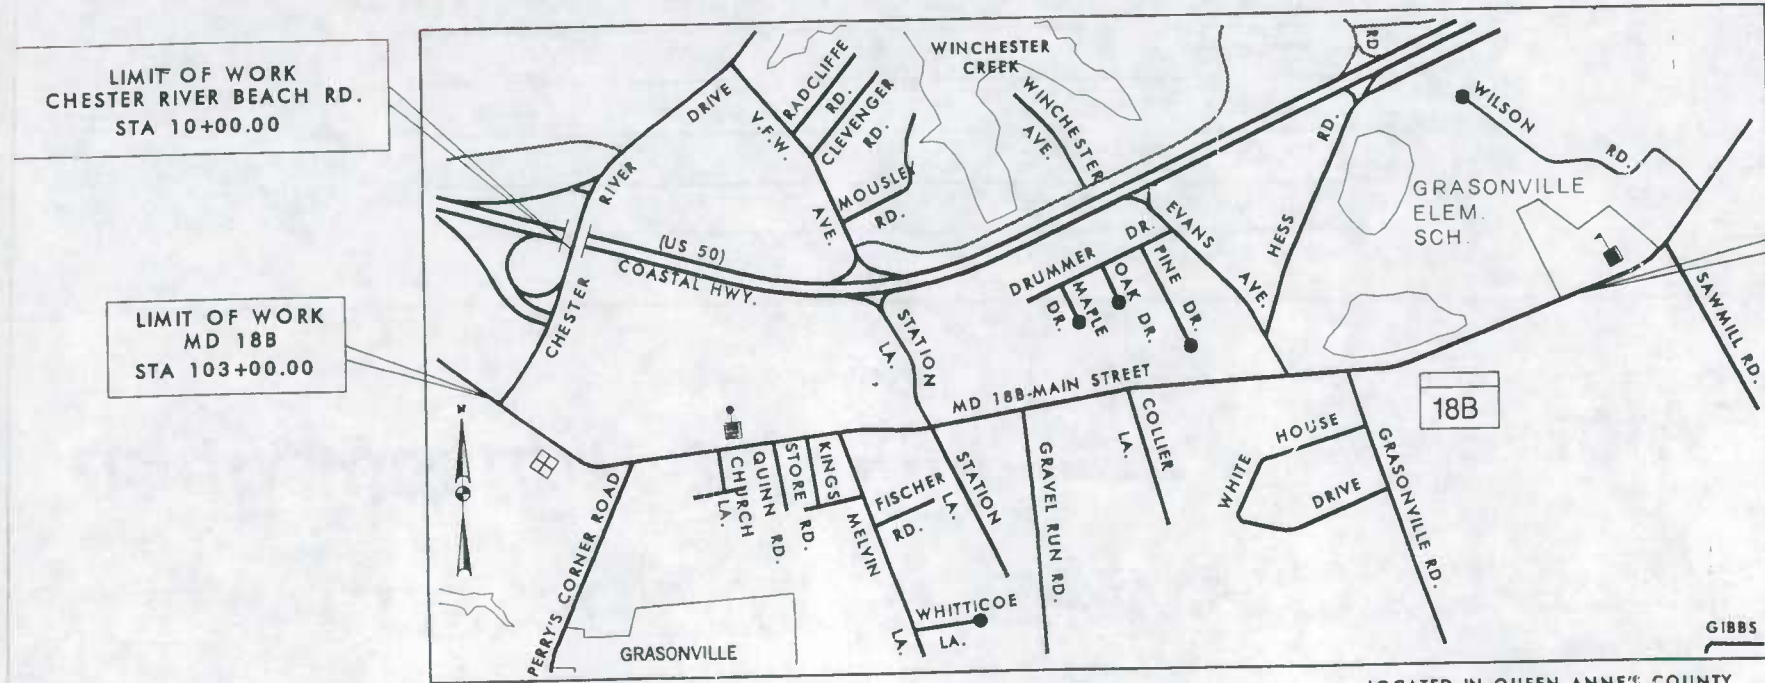 LIMIT OF WORK
CHESTER RIVER BEACH RD.
STA 10+00.00
LIMIT OF WORK
MD 18B
STA 103+00.00
CHESTER
RIVER
DRIVE
V.F.W.
AVE.
RADCLIFFE
RD.
CLEVENGER
RD.
MOUSLEY
RD.
WINCHESTER
CREEK
WINCHESTER
AVE.
(US 50)
COASTAL HWY.
RD.
HESS
RD.
WILSON
RD.
GRASONVILLE
ELEM.
SCH.
SAWMILL RD.
EVANS
AVE.
DRUMMER
DR.
MAPLE
DR.
OAK
DR.
PINE
DR.
STATION
LA.
MD 18B-MAIN STREET
18B
N
PERRY'S CORNER ROAD
CHURCH
LA.
QUINN RD.
STORE
RD.
KINGS
MELVIN
LA.
FISCHER
RD.
STATION
LA.
GRAVEL RUN RD.
COLLIER
LA.
WHITE
HOUSE
DRIVE
GRASONVILLE RD.
WHITTICOE
LA.
GRASONVILLE
GIBBS
LOCATED IN QUEEN ANNE'S COUNTY